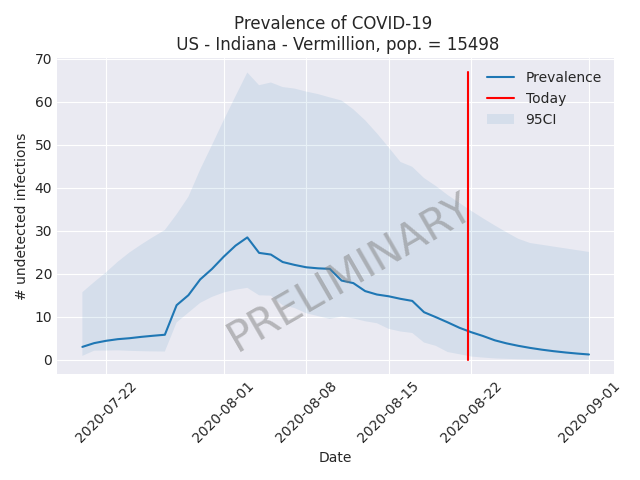 Prevalence of COVID-19
US - Indiana - Vermillion, pop. = 15498
# undetected infections
70
60
50
40
30
20
10
0
Prevalence
Today
95CI
PRELIMINARY
2020-07-22
2020-08-01
2020-08-08
2020-08-15
2020-08-22
2020-09-01
Date